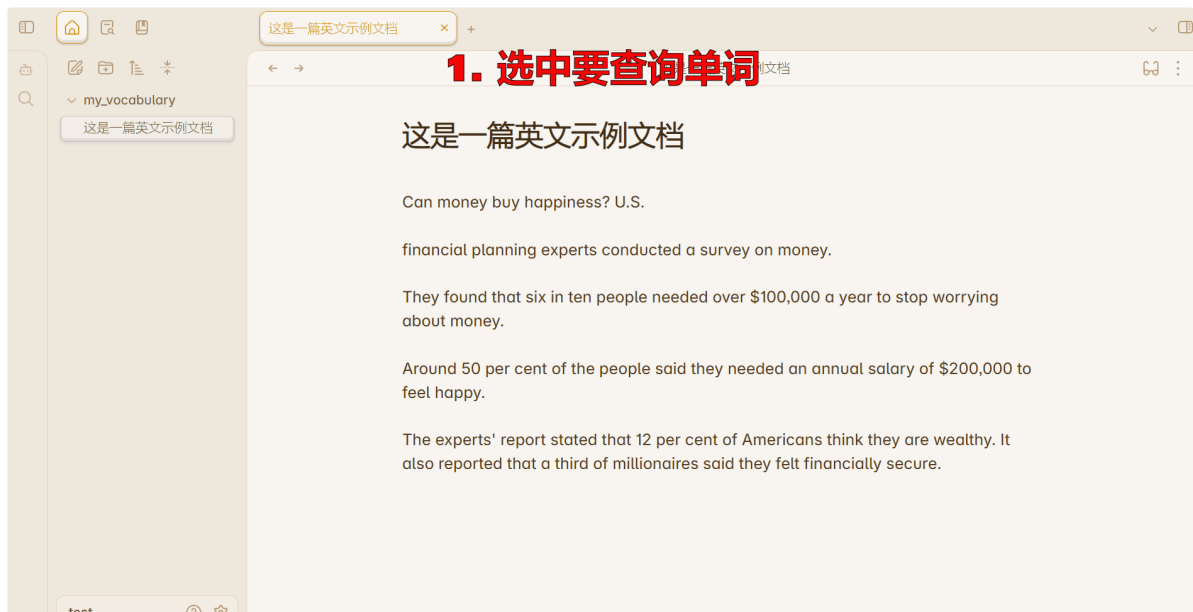 这是一篇英文示例文档
1. 选中要查询单词
例文档
my_vocabulary
这是一篇英文示例文档
这是一篇英文示例文档
Can money buy happiness? U.S.
financial planning experts conducted a survey on money.
They found that six in ten people needed over $100,000 a year to stop worrying
about money.
Around 50 per cent of the people said they needed an annual salary of $200,000 to
feel happy.
The experts' report stated that 12 per cent of Americans think they are wealthy. It
also reported that a third of millionaires said they felt financially secure.
test